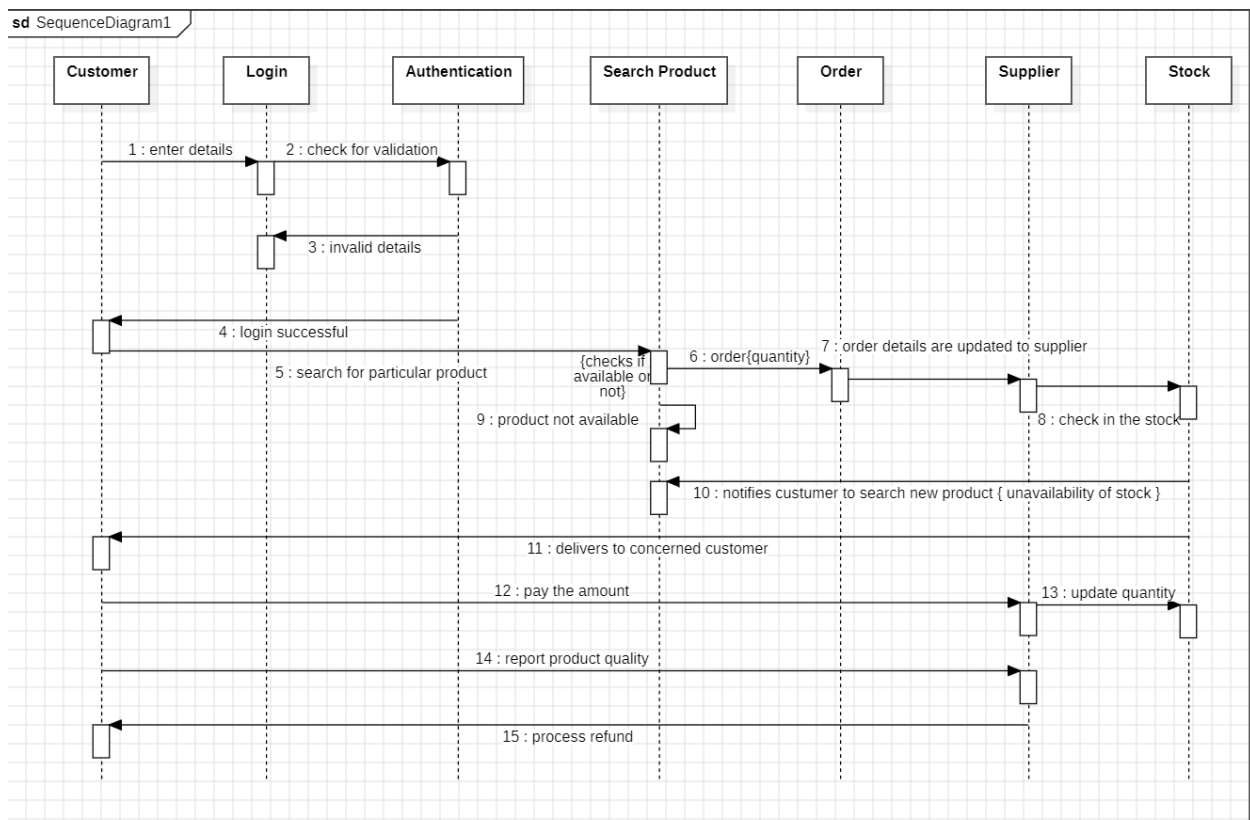 sd SequenceDiagram1
Customer
Login
Authentication
Search Product
Order
Supplier
Stock
1 : enter details
2 : check for validation
3 : invalid details
4 : login successful
5 : search for particular product
{checks if
available or
not}
6 : order{quantity}
7 : order details are updated to supplier
8 : check in the stock
9 : product not available
10 : notifies custumer to search new product { unavailability of stock }
11 : delivers to concerned customer
12 : pay the amount
13 : update quantity
14 : report product quality
15 : process refund